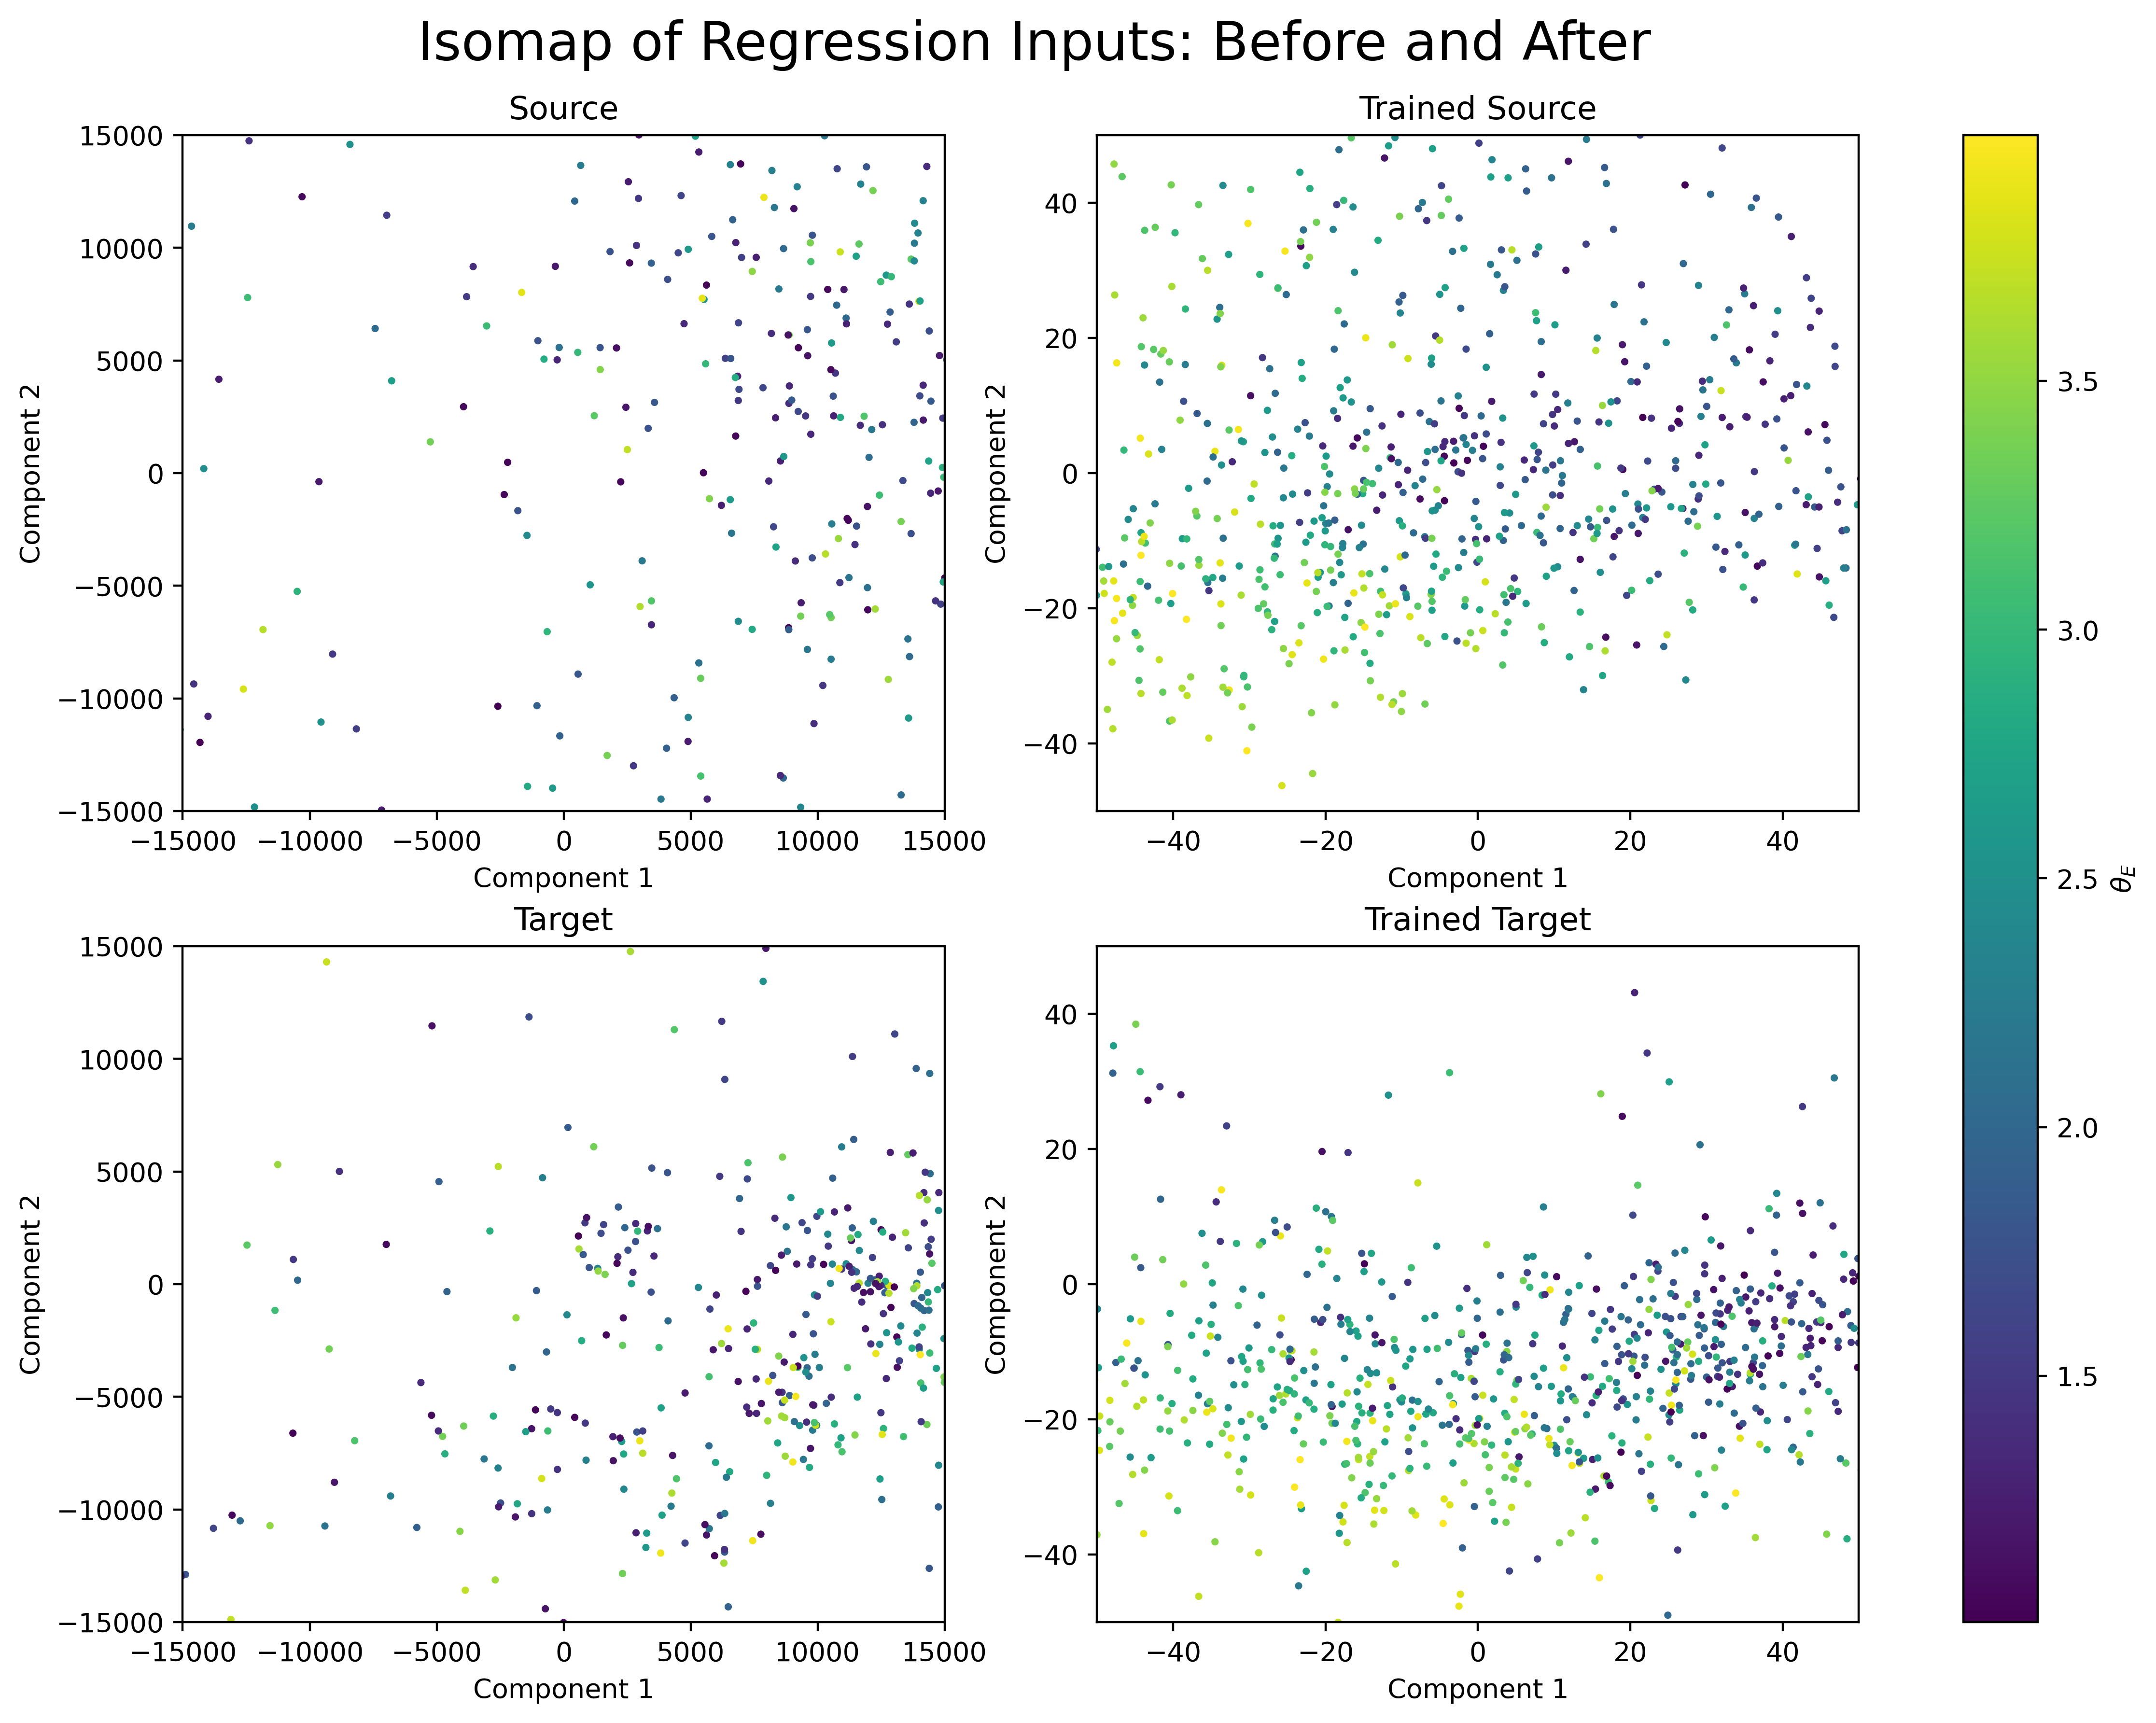 Isomap of Regression Inputs: Before and After
Source
Trained Source
15000
10000
5000
0
−5000
−10000
−15000
Component 2
−15000 −10000 −5000 0 5000 10000 15000
Component 1
40
20
0
−20
−40
Component 2
−40 −20 0 20 40
Component 1
Target
Trained Target
15000
10000
5000
0
−5000
−10000
−15000
Component 2
−15000 −10000 −5000 0 5000 10000 15000
Component 1
40
20
0
−20
−40
Component 2
−40 −20 0 20 40
Component 1
3.5
3.0
2.5
2.0
1.5
θE